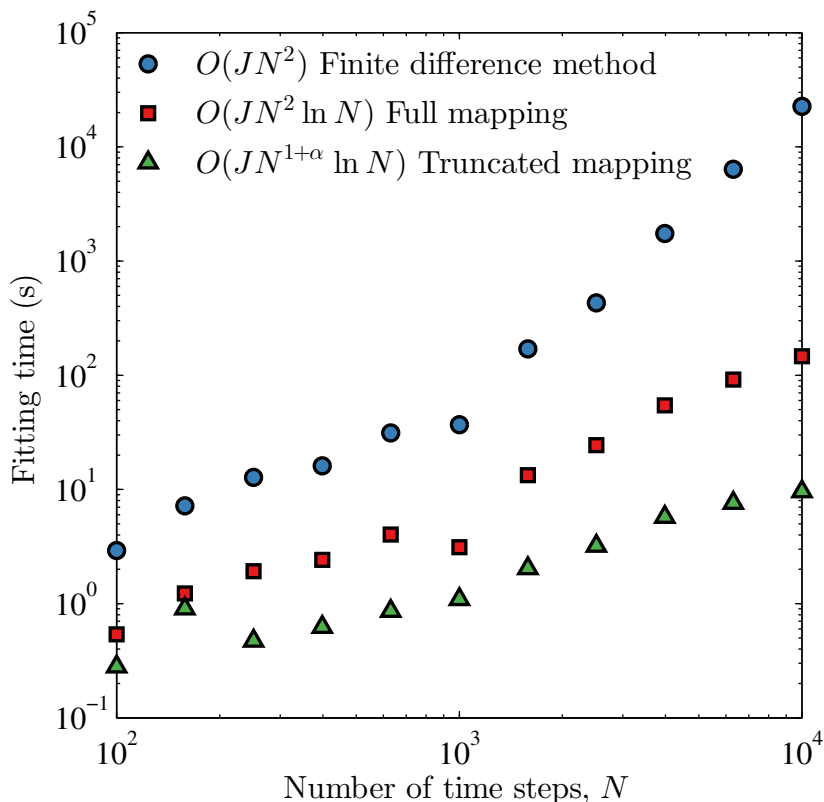 10^5
10^4
10^3
10^2
10^1
10^0
10^{-1}
Fitting time (s)
O(JN^2) Finite difference method
O(JN^2 ln N) Full mapping
O(JN^{1+α} ln N) Truncated mapping
10^2 10^3 10^4
Number of time steps, N